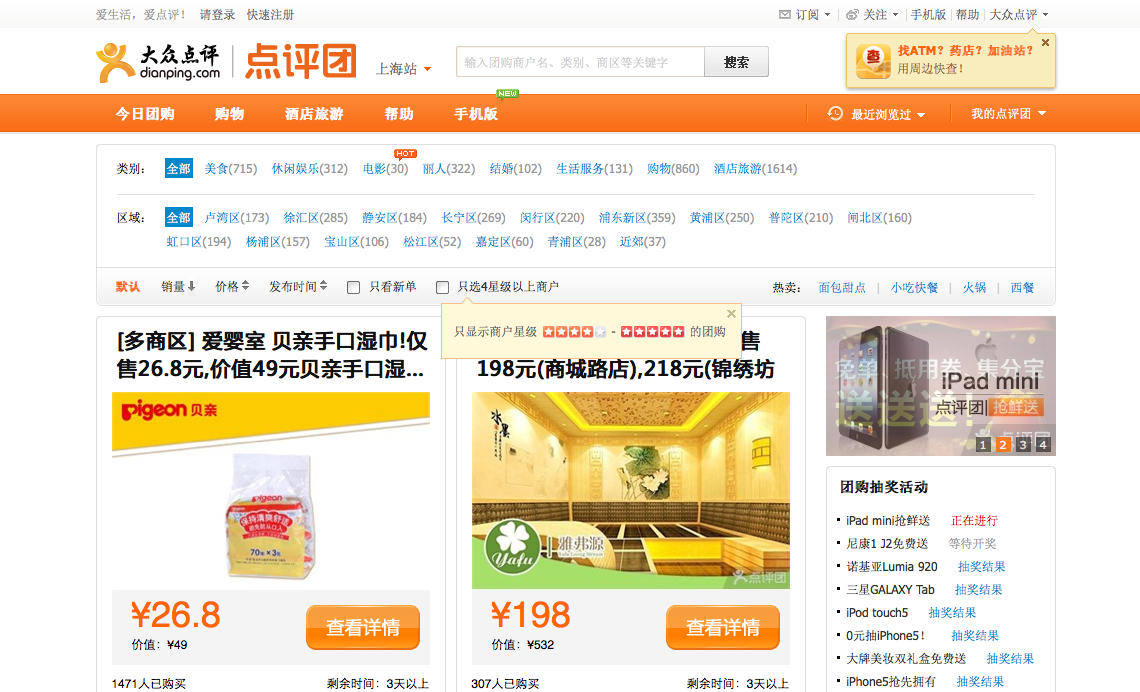 爱生活，爱点评！ 请登录 快速注册 订阅 关注 手机版 帮助 大众点评
大众点评
dianping.com
点评团 上海站
输入团购商户名、类别、商区等关键字 搜索
查 找ATM？药店？加油站？
用周边快查！
今日团购 购物 酒店旅游 帮助 手机版 NEW 最近浏览过 我的点评团
类别： 全部 美食(715) 休闲娱乐(312) 电影(30) HOT 丽人(322) 结婚(102) 生活服务(131) 购物(860) 酒店旅游(1614)
区域： 全部 卢湾区(173) 徐汇区(285) 静安区(184) 长宁区(269) 闵行区(220) 浦东新区(359) 黄浦区(250) 普陀区(210) 闸北区(160)
虹口区(194) 杨浦区(157) 宝山区(106) 松江区(52) 嘉定区(60) 青浦区(28) 近郊(37)
默认 销量 价格 发布时间 只看新单 只选4星级以上商户 热卖： 面包甜点 | 小吃快餐 | 火锅 | 西餐
只显示商户星级 - 的团购
[多商区] 爱婴室 贝亲手口湿巾!仅
售26.8元,价值49元贝亲手口湿...
Pigeon 贝亲
Pigeon
70 × 3
¥26.8
价值：¥49
查看详情
1471人已购买 剩余时间：3天以上
售
198元(商城路店),218元(锦绣坊
水墨
Yafu 雅弗源
点评团
¥198
价值：¥532
查看详情
307人已购买 剩余时间：3天以上
免单、抵用券、集分宝
送送送！
iPad mini
点评团 抢鲜送
点评团
1 2 3 4
团购抽奖活动
iPad mini抢鲜送 正在进行
尼康1 J2免费送 等待开奖
诺基亚Lumia 920 抽奖结果
三星GALAXY Tab 抽奖结果
iPod touch5 抽奖结果
0元抽iPhone5！ 抽奖结果
大牌美妆双礼盒免费送 抽奖结果
iPhone5抢先拥有 抽奖结果